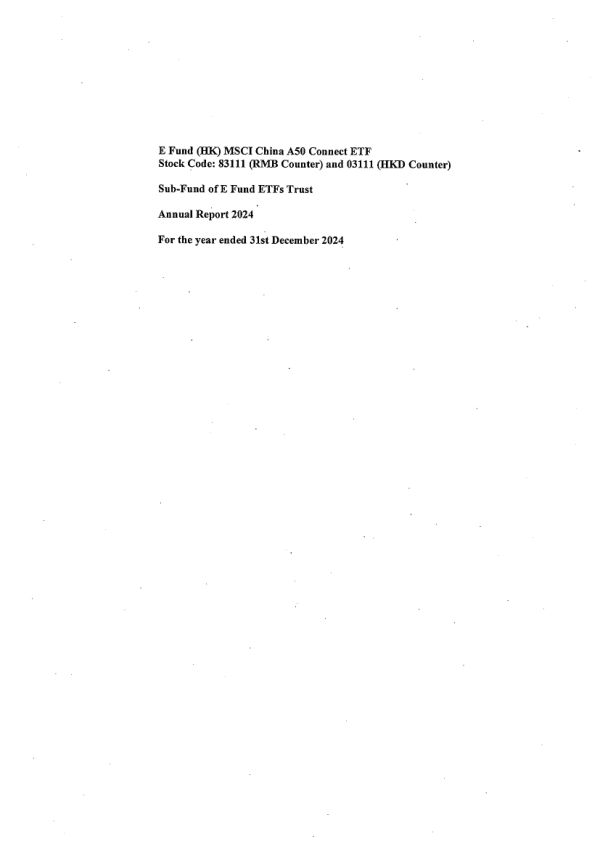 E Fund (HK) MSCI China A50 Connect ETF
Stock Code: 83111 (RMB Counter) and 03111 (HKD Counter)
Sub-Fund of E Fund ETFs Trust
Annual Report 2024
For the year ended 31st December 2024